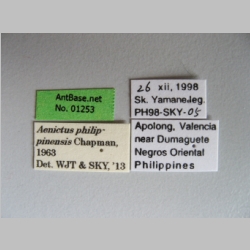 AntBase.net
No. 01253
26 xii, 1998
Sk. Yamane leg.
PH98-SKY-05
Aenictus philip-
pinensis Chapman,
1963
Det. WJT & SKY, '13
Apolong, Valencia
near Dumaguete
Negros Oriental
Philippines